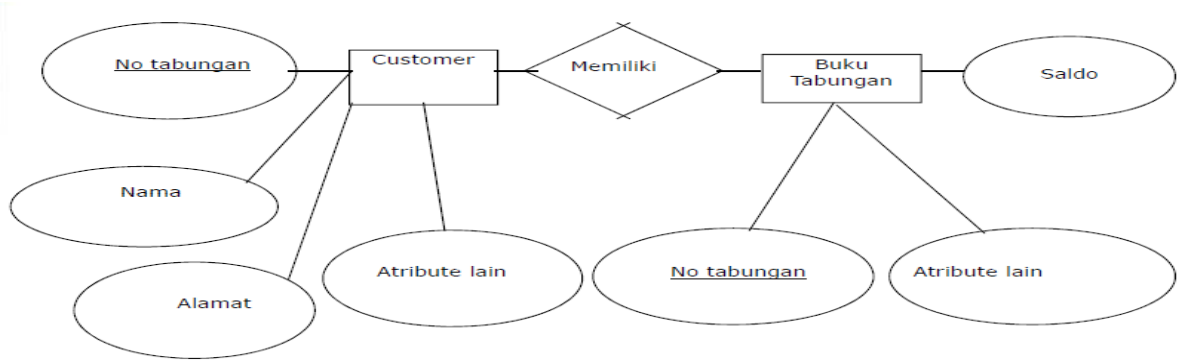 No tabungan
Customer
Memiliki
Buku
Tabungan
Saldo
Nama
Alamat
Atribute lain
No tabungan
Atribute lain